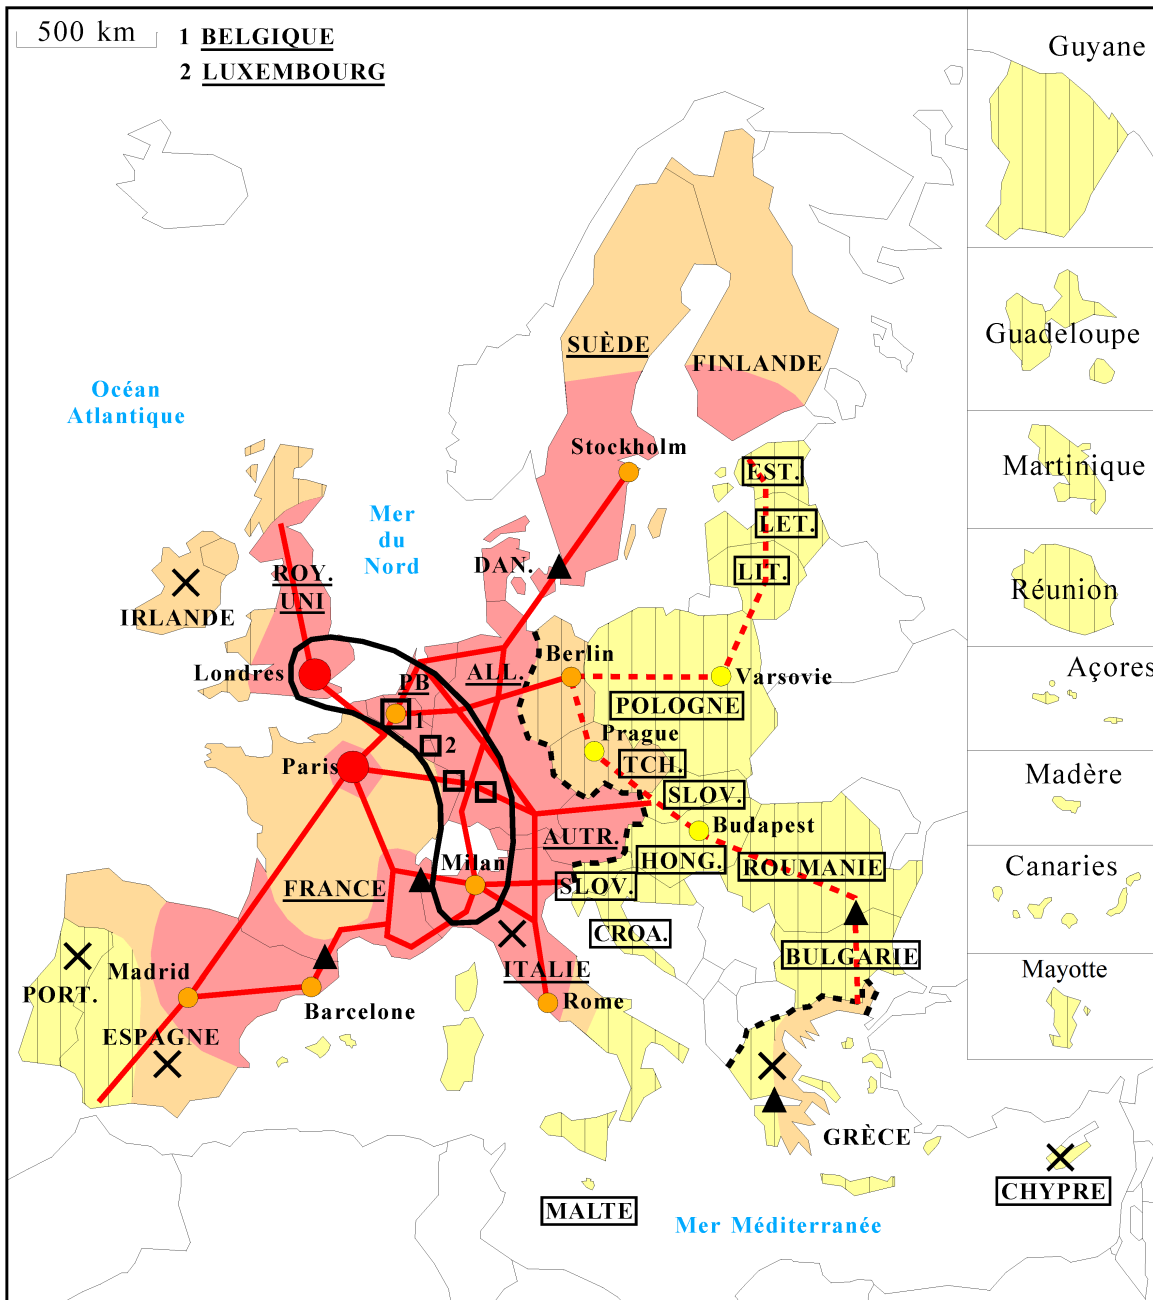 500 km
1 BELGIQUE
2 LUXEMBOURG
Guyane
Guadeloupe
Martinique
Réunion
Açores
Madère
Canaries
Mayotte
Océan
Atlantique
Mer
du
Nord
SUÈDE
FINLANDE
Stockholm
EST.
LET.
LIT.
DAN.
ROY.
UNI
IRLANDE
Londres
PB
ALL.
Berlin
Varsovie
POLOGNE
1
2
Prague
TCH.
SLOV.
Paris
Budapest
AUTR.
HONG.
ROUMANIE
Milan
FRANCE
SLOV.
CROA.
BULGARIE
PORT.
Madrid
ITALIE
Rome
Barcelone
ESPAGNE
GRÈCE
CHYPRE
MALTE
Mer Méditerranée